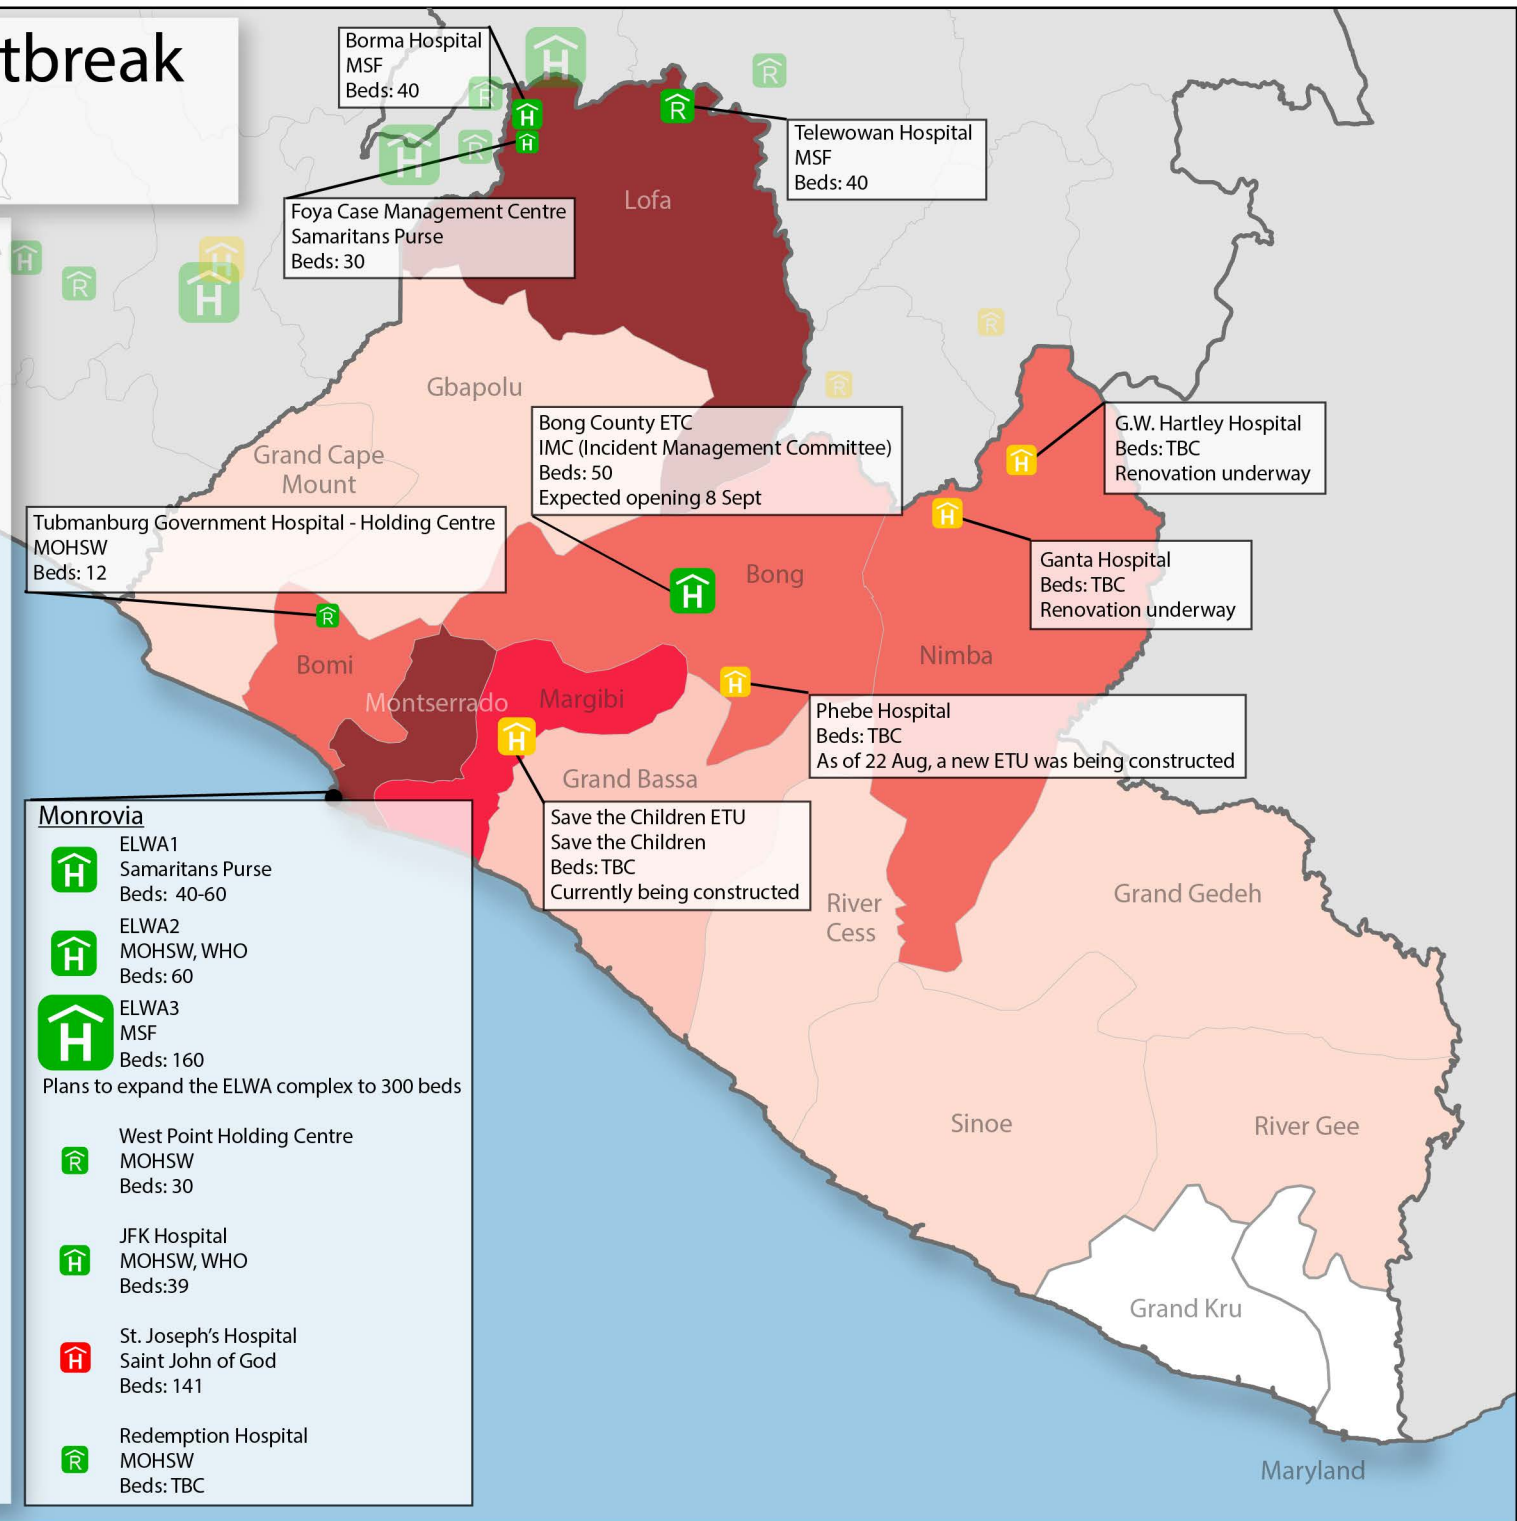 tbreak
Borma Hospital
MSF
Beds: 40
Telewowan Hospital
MSF
Beds: 40
Lofa
Foya Case Management Centre
Samaritans Purse
Beds: 30
Gbapolu
Grand Cape
Mount
Bong County ETC
IMC (Incident Management Committee)
Beds: 50
Expected opening 8 Sept
G.W. Hartley Hospital
Beds: TBC
Renovation underway
Tubmanburg Government Hospital - Holding Centre
MOHSW
Beds: 12
Ganta Hospital
Beds: TBC
Renovation underway
Bong
Nimba
Bomi
Montserrado
Margibi
Phebe Hospital
Beds: TBC
As of 22 Aug, a new ETU was being constructed
Grand Bassa
Save the Children ETU
Save the Children
Beds: TBC
Currently being constructed
River
Cess
Grand Gedeh
Sinoe
River Gee
Grand Kru
Maryland
Monrovia
ELWA1
Samaritans Purse
Beds: 40-60
ELWA2
MOHSW, WHO
Beds: 60
ELWA3
MSF
Beds: 160
Plans to expand the ELWA complex to 300 beds
West Point Holding Centre
MOHSW
Beds: 30
JFK Hospital
MOHSW, WHO
Beds:39
St. Joseph's Hospital
Saint John of God
Beds: 141
Redemption Hospital
MOHSW
Beds: TBC